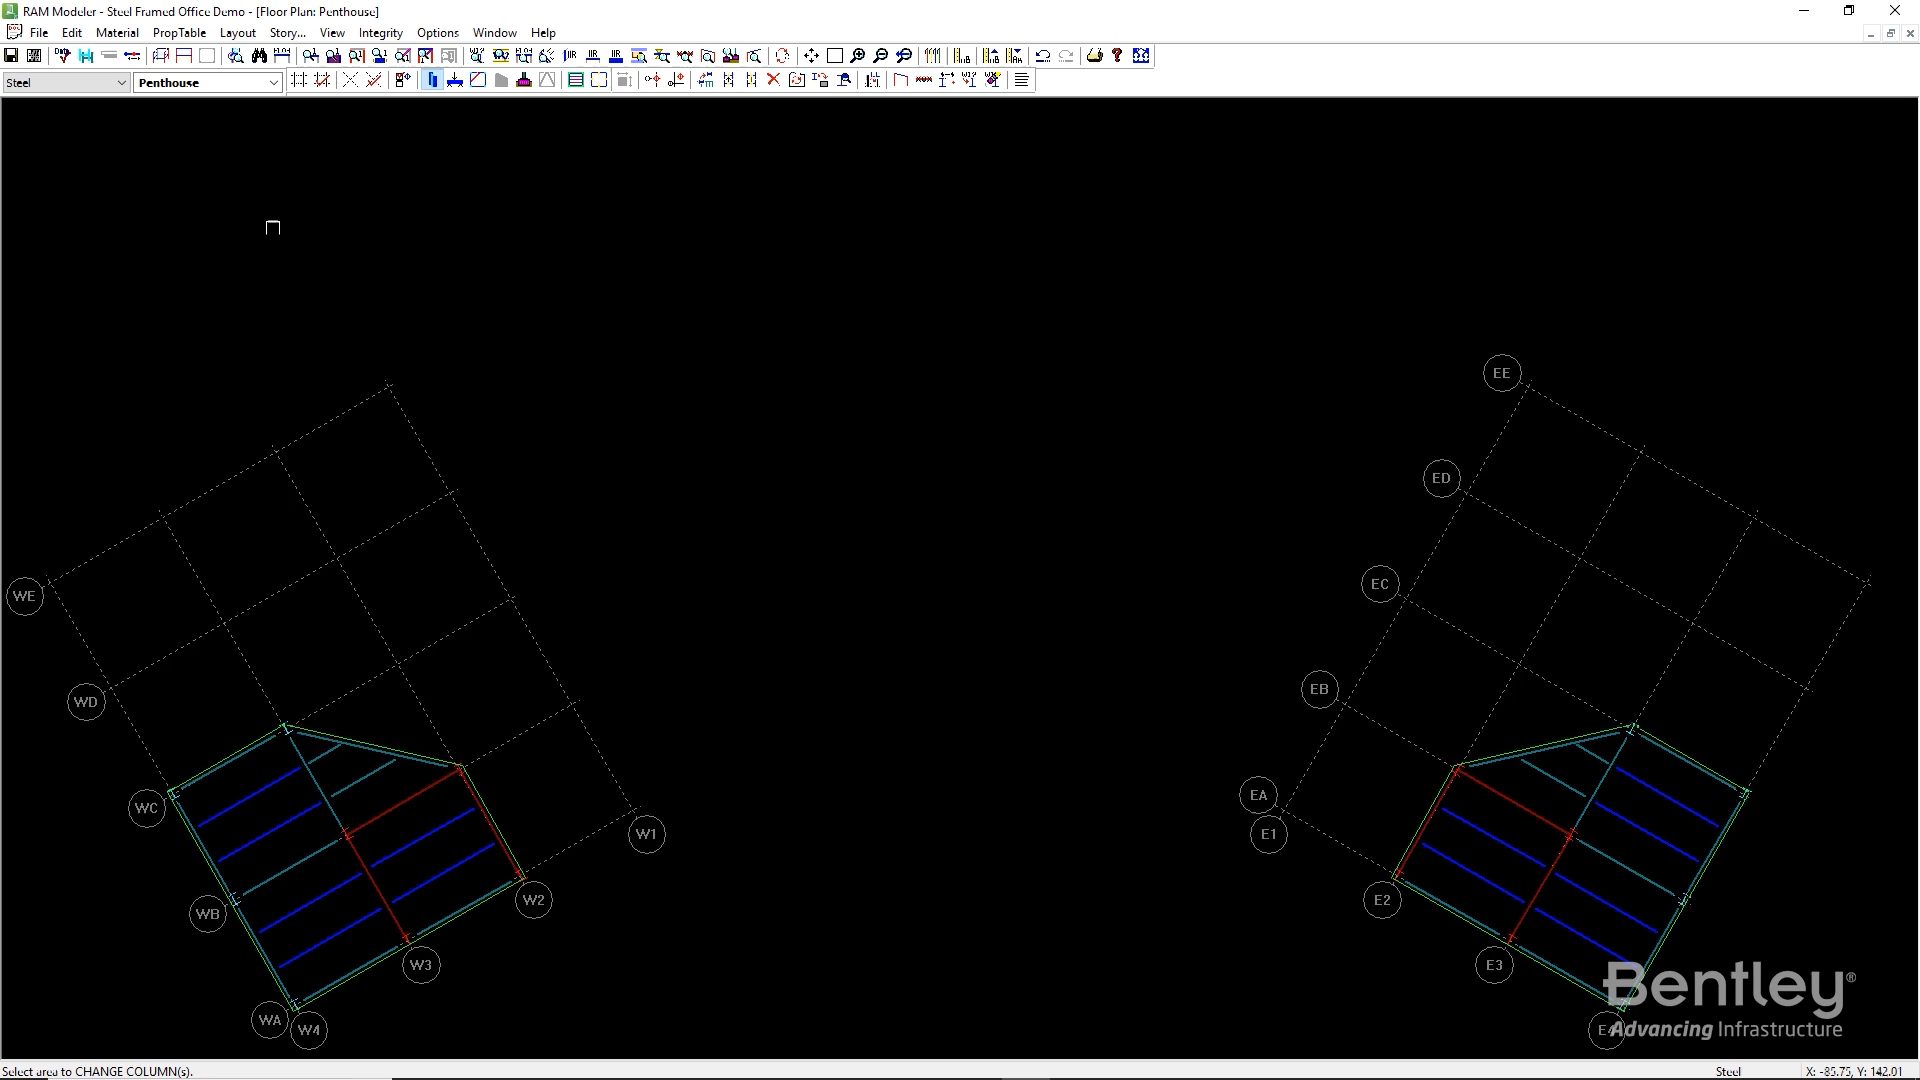 RAM Modeler - Steel Framed Office Demo - [Floor Plan: Penthouse]
File Edit Material PropTable Layout Story... View Integrity Options Window Help
Steel Penthouse
EE
ED
EC
WE
EB
WD
EA
WC
W1
E1
W2
E2
WB
W3
E3
WA
W4
Bentley®
Advancing Infrastructure
Select area to CHANGE COLUMN(s). Steel X: -85.75, Y: 142.01